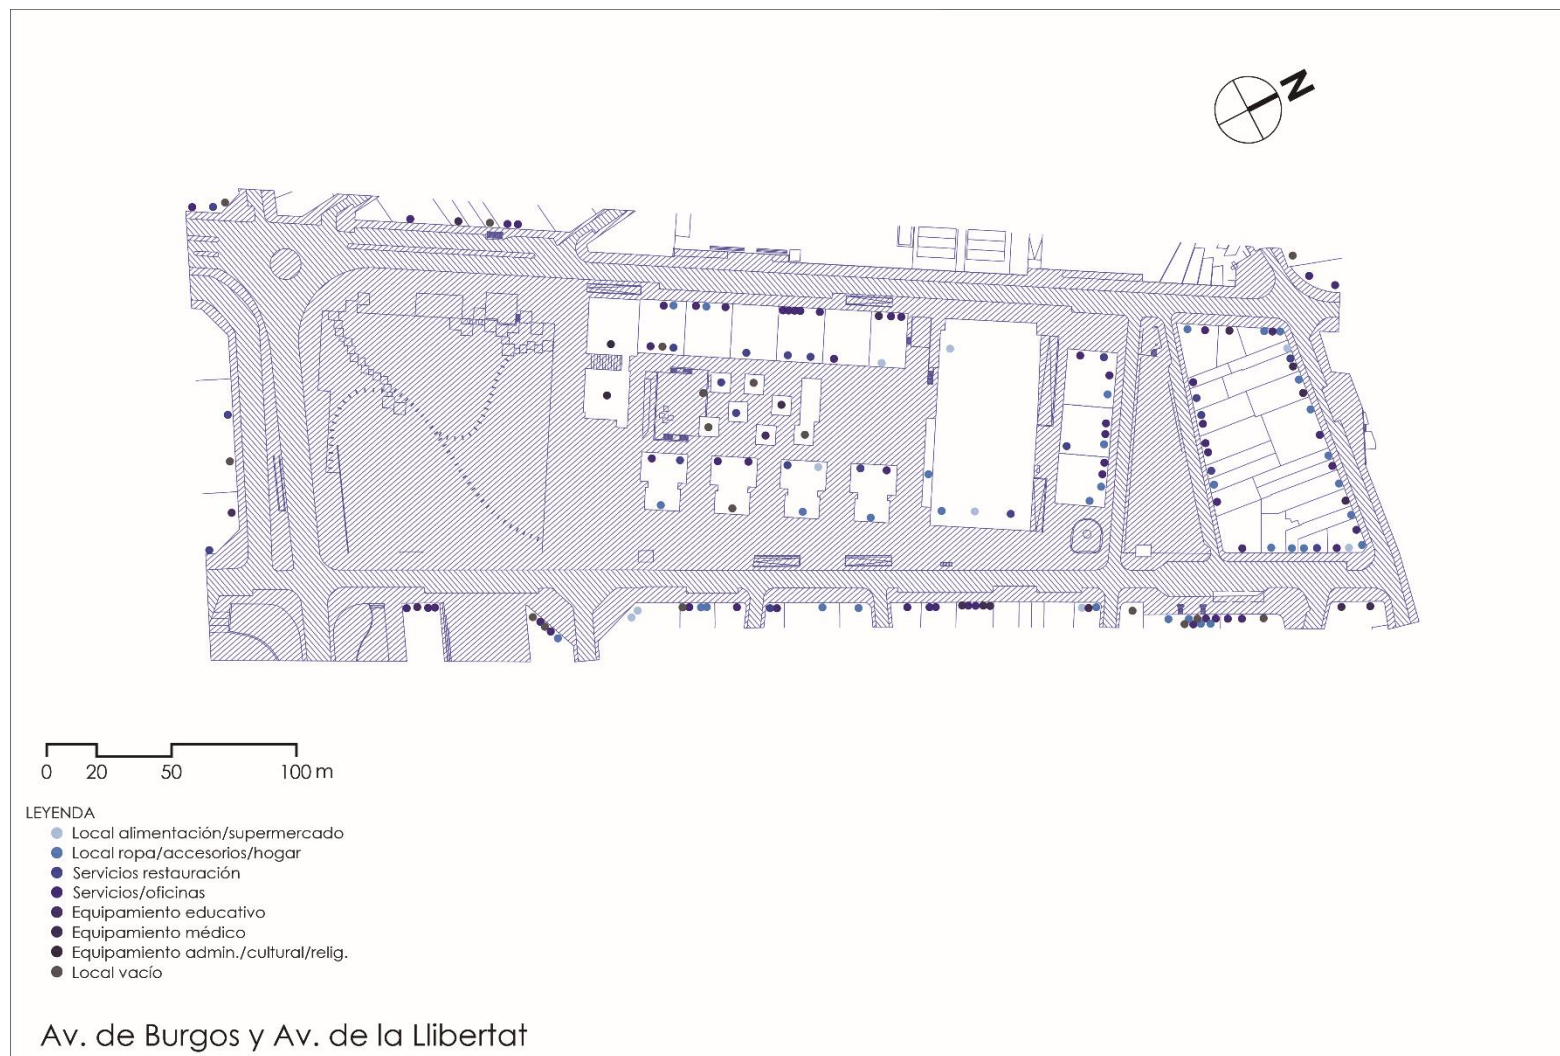 N
0 20 50 100 m
LEYENDA
Local alimentación/supermercado
Local ropa/accesorios/hogar
Servicios restauración
Servicios/oficinas
Equipamiento educativo
Equipamiento médico
Equipamiento admin./cultural/relig.
Local vacío
Av. de Burgos y Av. de la Llibertat